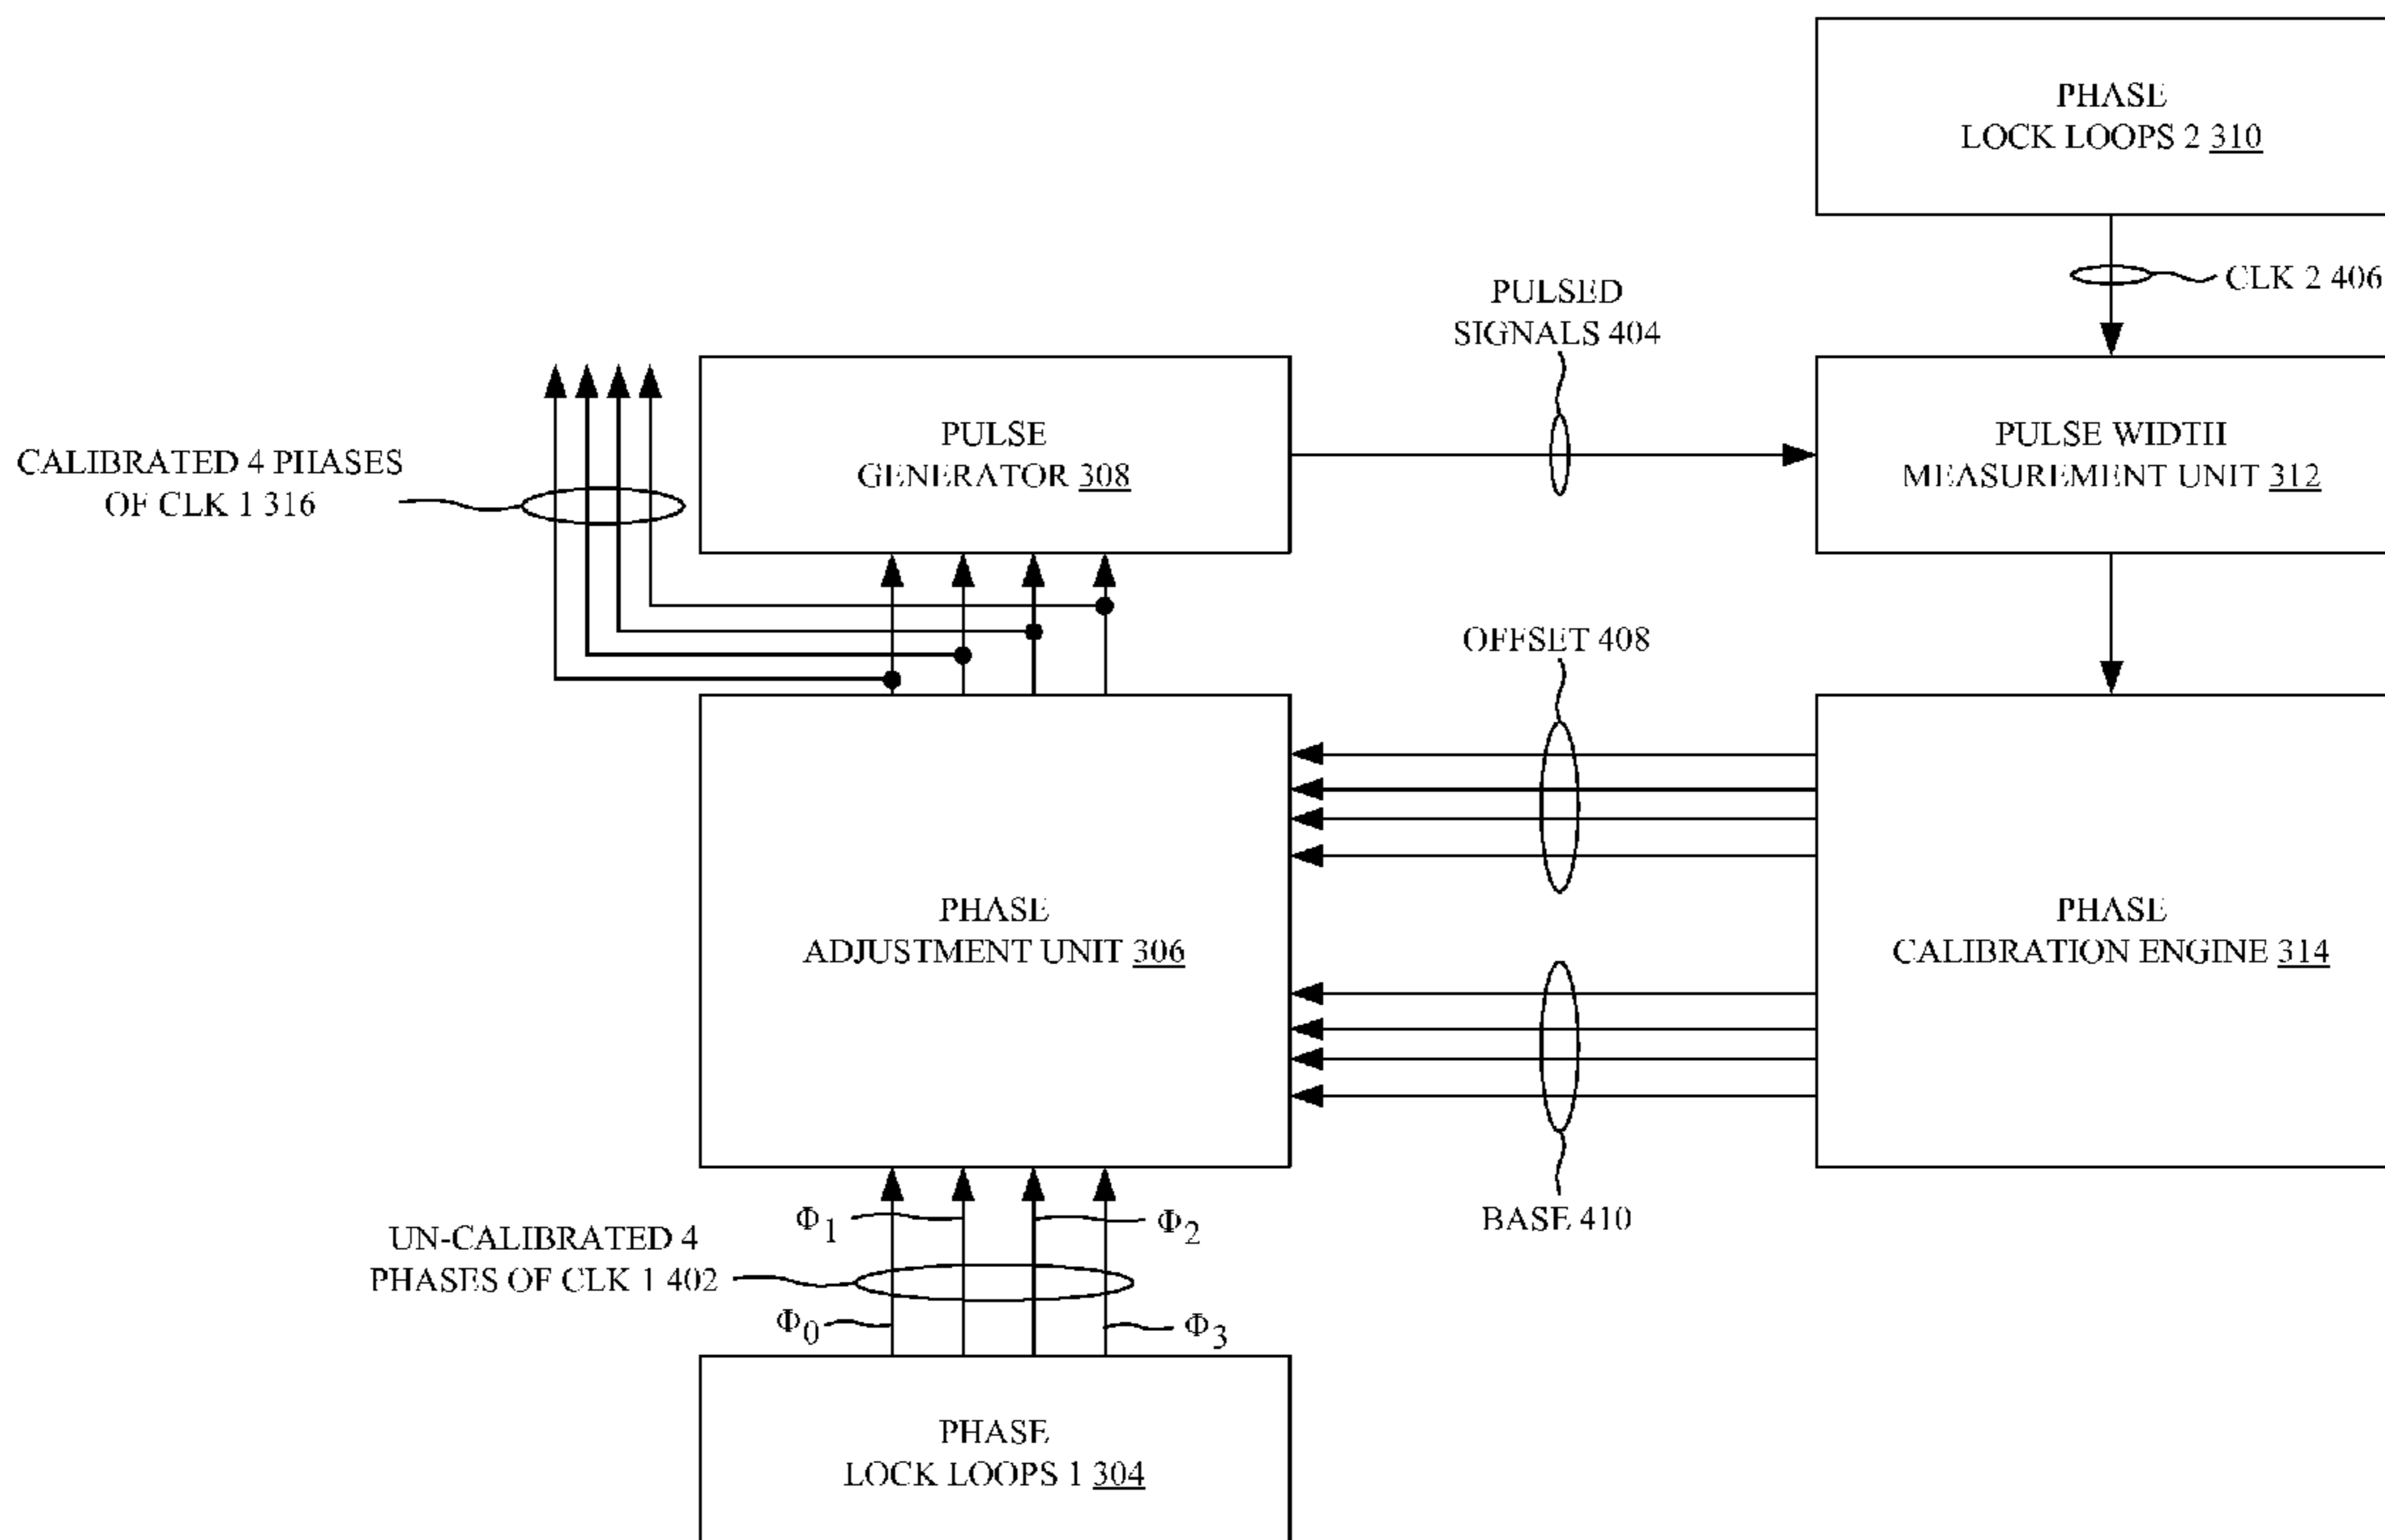 PHASE
LOCK LOOPS 2 310
CLK 2 406
PULSED
SIGNALS 404
PULSE
GENERATOR 308
PULSE WIDTH
MEASUREMENT UNIT 312
CALIBRATED 4 PHASES
OF CLK 1 316
OFFSET 408
PHASE
ADJUSTMENT UNIT 306
PHASE
CALIBRATION ENGINE 314
BASE 410
Φ1
Φ2
UN-CALIBRATED 4
PHASES OF CLK 1 402
Φ0
Φ3
PHASE
LOCK LOOPS 1 304